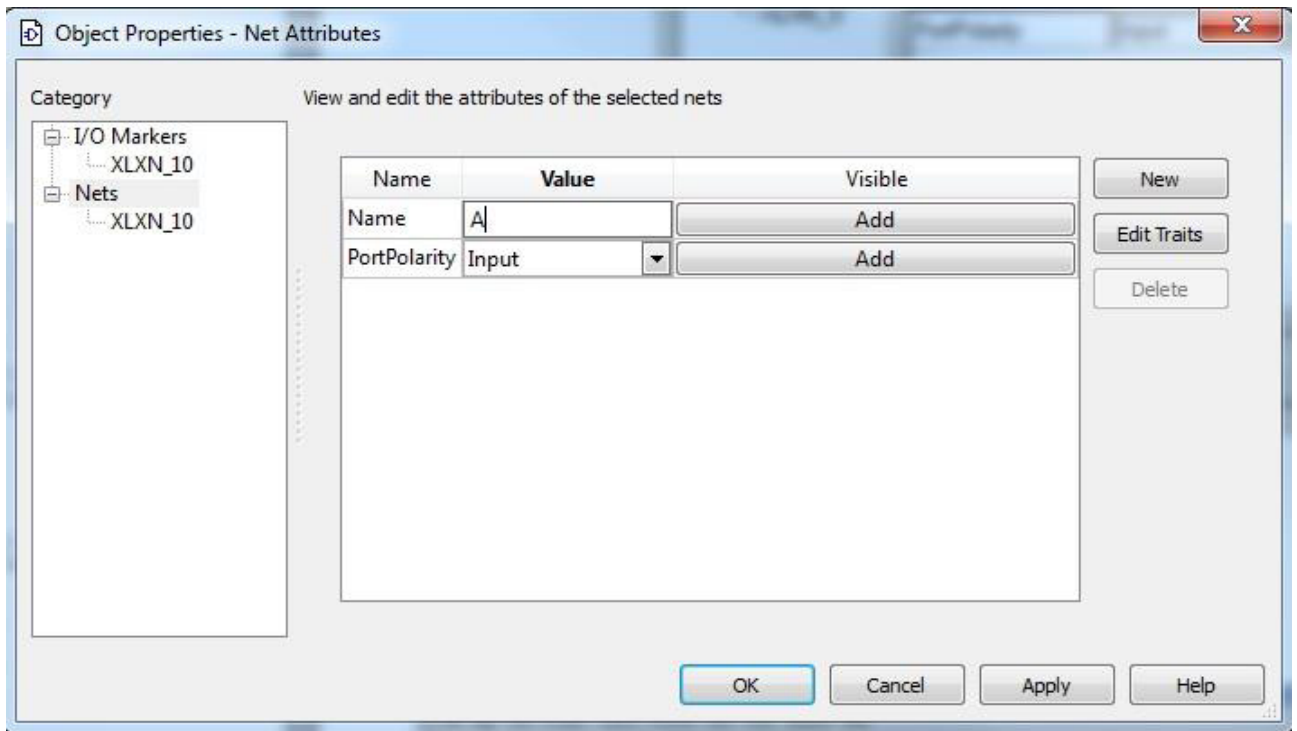 Object Properties - Net Attributes
Category
View and edit the attributes of the selected nets
I/O Markers
XLXN_10
Nets
XLXN_10
Name Value Visible
Name A Add
PortPolarity Input Add
New
Edit Traits
Delete
OK Cancel Apply Help